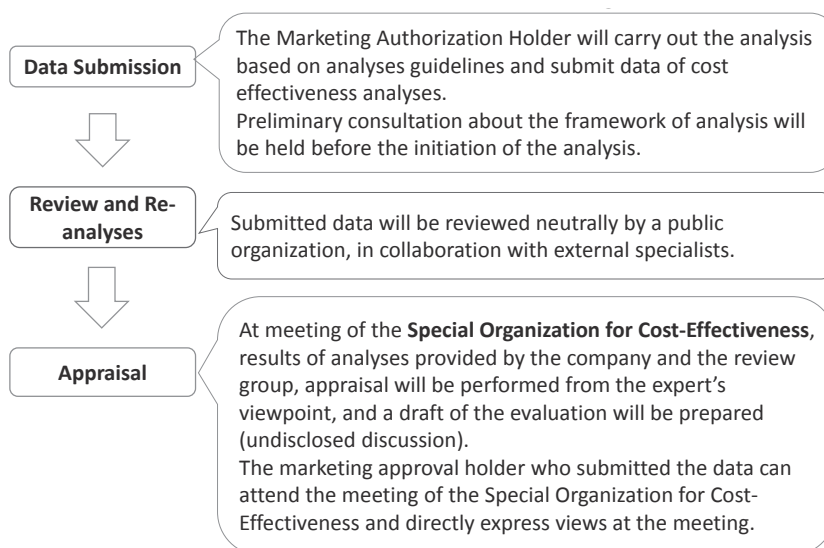 Data Submission
The Marketing Authorization Holder will carry out the analysis
based on analyses guidelines and submit data of cost
effectiveness analyses.
Preliminary consultation about the framework of analysis will
be held before the initiation of the analysis.
Review and Re-
analyses
Submitted data will be reviewed neutrally by a public
organization, in collaboration with external specialists.
Appraisal
At meeting of the Special Organization for Cost-Effectiveness,
results of analyses provided by the company and the review
group, appraisal will be performed from the expert’s
viewpoint, and a draft of the evaluation will be prepared
(undisclosed discussion).
The marketing approval holder who submitted the data can
attend the meeting of the Special Organization for Cost-
Effectiveness and directly express views at the meeting.